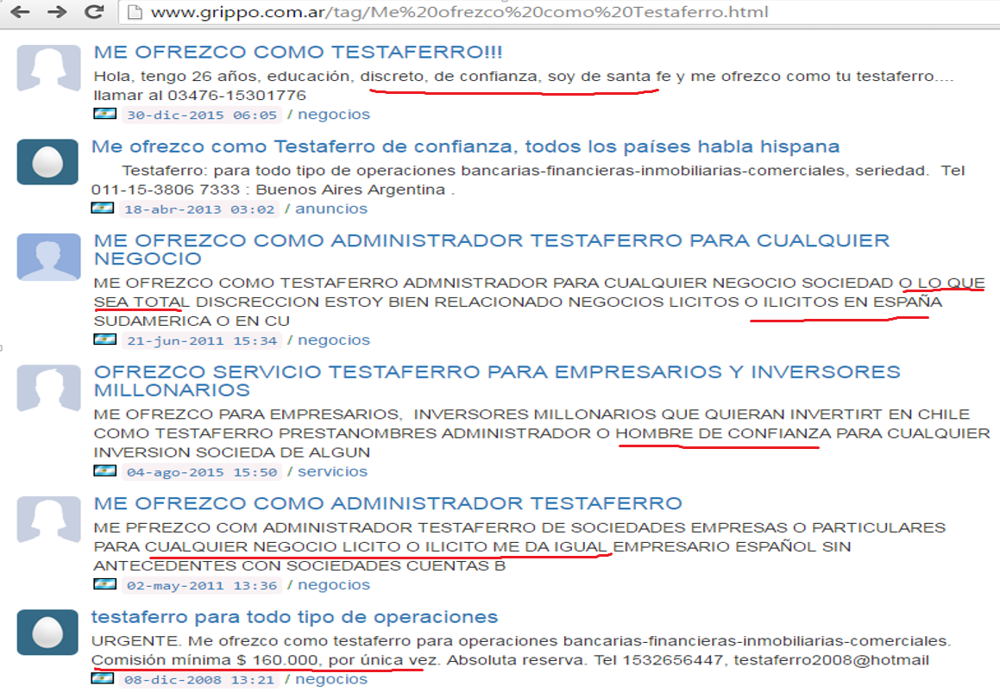 www.grippo.com.ar/tag/Me%20ofrezco%20como%20Testaferro.html
ME OFREZCO COMO TESTAFERRO!!!
Hola, tengo 26 años, educación, discreto, de confianza, soy de santa fe y me ofrezco como tu testaferro....
llamar al 03476-15301776
30-dic-2015 06:05 / negocios
Me ofrezco como Testaferro de confianza, todos los países habla hispana
Testaferro: para todo tipo de operaciones bancarias-financieras-inmobiliarias-comerciales, seriedad. Tel
011-15-3806 7333 : Buenos Aires Argentina .
18-abr-2013 03:02 / anuncios
ME OFREZCO COMO ADMINISTRADOR TESTAFERRO PARA CUALQUIER
NEGOCIO
ME OFREZCO COMO TESTAFERRO ADMNISTRADOR PARA CUALQUIER NEGOCIO SOCIEDAD O LO QUE
SEA TOTAL DISCRECCION ESTOY BIEN RELACIONADO NEGOCIOS LICITOS O ILICITOS EN ESPAÑA
SUDAMERICA O EN CU
21-jun-2011 15:34 / negocios
OFREZCO SERVICIO TESTAFERRO PARA EMPRESARIOS Y INVERSORES
MILLONARIOS
ME OFREZCO PARA EMPRESARIOS, INVERSORES MILLONARIOS QUE QUIERAN INVERTIRT EN CHILE
COMO TESTAFERRO PRESTANOMBRES ADMINISTRADOR O HOMBRE DE CONFIANZA PARA CUALQUIER
INVERSION SOCIEDA DE ALGUN
04-ago-2015 15:50 / servicios
ME OFREZCO COMO ADMINISTRADOR TESTAFERRO
ME PFREZCO COM ADMINISTRADOR TESTAFERRO DE SOCIEDADES EMPRESAS O PARTICULARES
PARA CUALQUIER NEGOCIO LICITO O ILICITO ME DA IGUAL EMPRESARIO ESPAÑOL SIN
ANTECEDENTES CON SOCIEDADES CUENTAS B
02-may-2011 13:36 / negocios
testaferro para todo tipo de operaciones
URGENTE. Me ofrezco como testaferro para operaciones bancarias-financieras-inmobiliarias-comerciales.
Comisión mínima $ 160.000, por única vez. Absoluta reserva. Tel 1532656447, testaferro2008@hotmail
08-dic-2008 13:21 / negocios